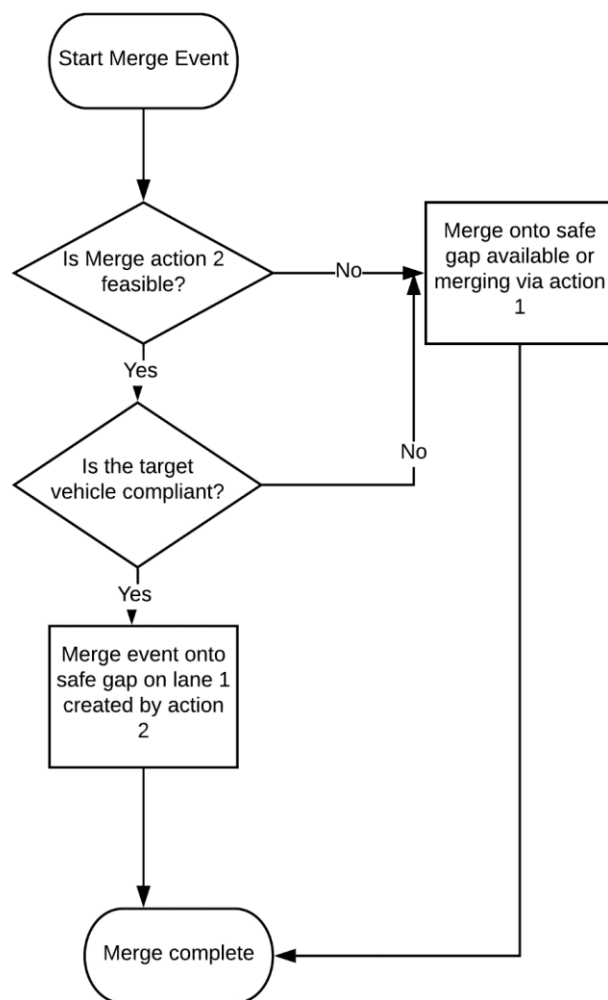 Start Merge Event
Is Merge action 2
feasible?
No
Merge onto safe
gap available or
merging via action
1
Yes
Is the target
vehicle compliant?
No
Yes
Merge event onto
safe gap on lane 1
created by action
2
Merge complete